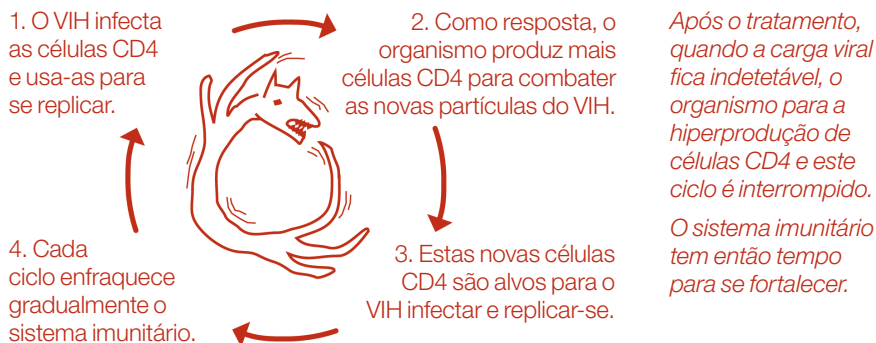 1. O VIH infecta
as células CD4
e usa-as para
se replicar.
2. Como resposta, o
organismo produz mais
células CD4 para combater
as novas partículas do VIH.
3. Estas novas células
CD4 são alvos para o
VIH infectar e replicar-se.
4. Cada
ciclo enfraquece
gradualmente o
sistema imunitário.
Após o tratamento,
quando a carga viral
fica indetetável, o
organismo para a
hiperprodução de
células CD4 e este
ciclo é interrompido.
O sistema imunitário
tem então tempo
para se fortalecer.